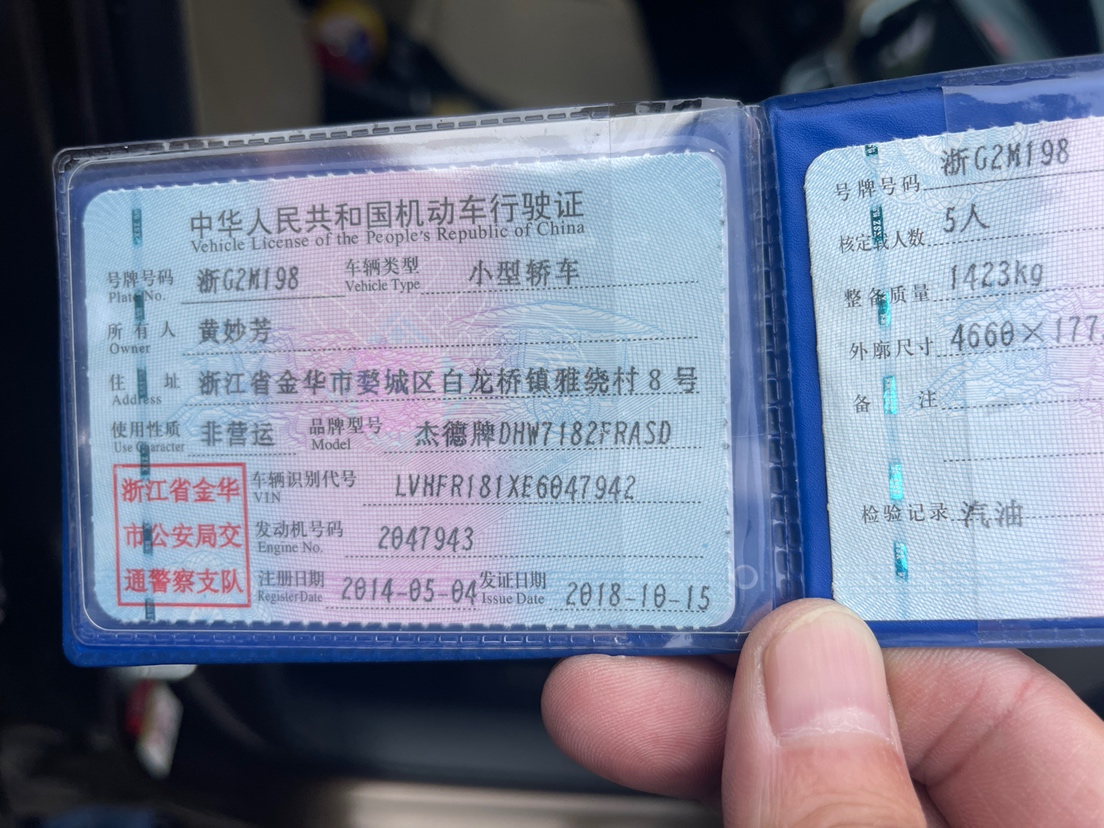 中华人民共和国机动车行驶证
Vehicle License of the People's Republic of China
号牌号码 浙G2M198 车辆类型 小型轿车
Plate No. Vehicle Type
所有人 黄妙芳
Owner
住址 浙江省金华市婺城区白龙桥镇雅绕村8号
Address
使用性质 非营运 品牌型号 杰德牌DHW7182FRASD
Use Character Model
浙江省金华
市公安局交
通警察支队
车辆识别代号 LVHFR181XE6047942
VIN
发动机号码 2047943
Engine No.
注册日期 2014-05-04 发证日期 2018-10-15
Register Date Issue Date
号牌号码 浙G2M198
核定载人数 5人
整备质量 1423kg
外廓尺寸 4660×177
备注
检验记录 汽油